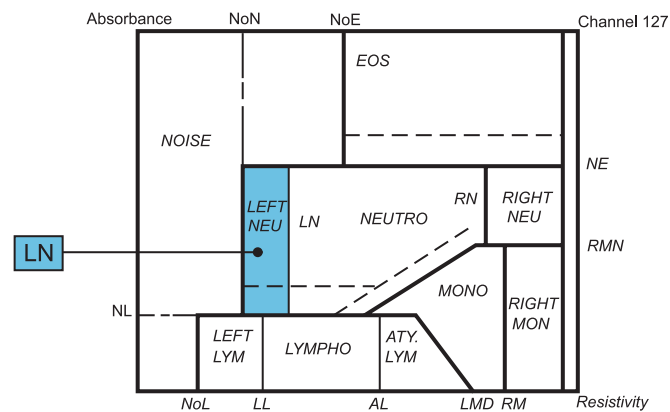 Absorbance NoN NoE Channel 127
EOS
NOISE
NE
LEFT NEU
LN
NEUTRO
RN
RIGHT NEU
LN
RMN
MONO
RIGHT MON
NL
LEFT LYM
LYMPHO
ATY. LYM
NoL LL AL LMD RM Resistivity